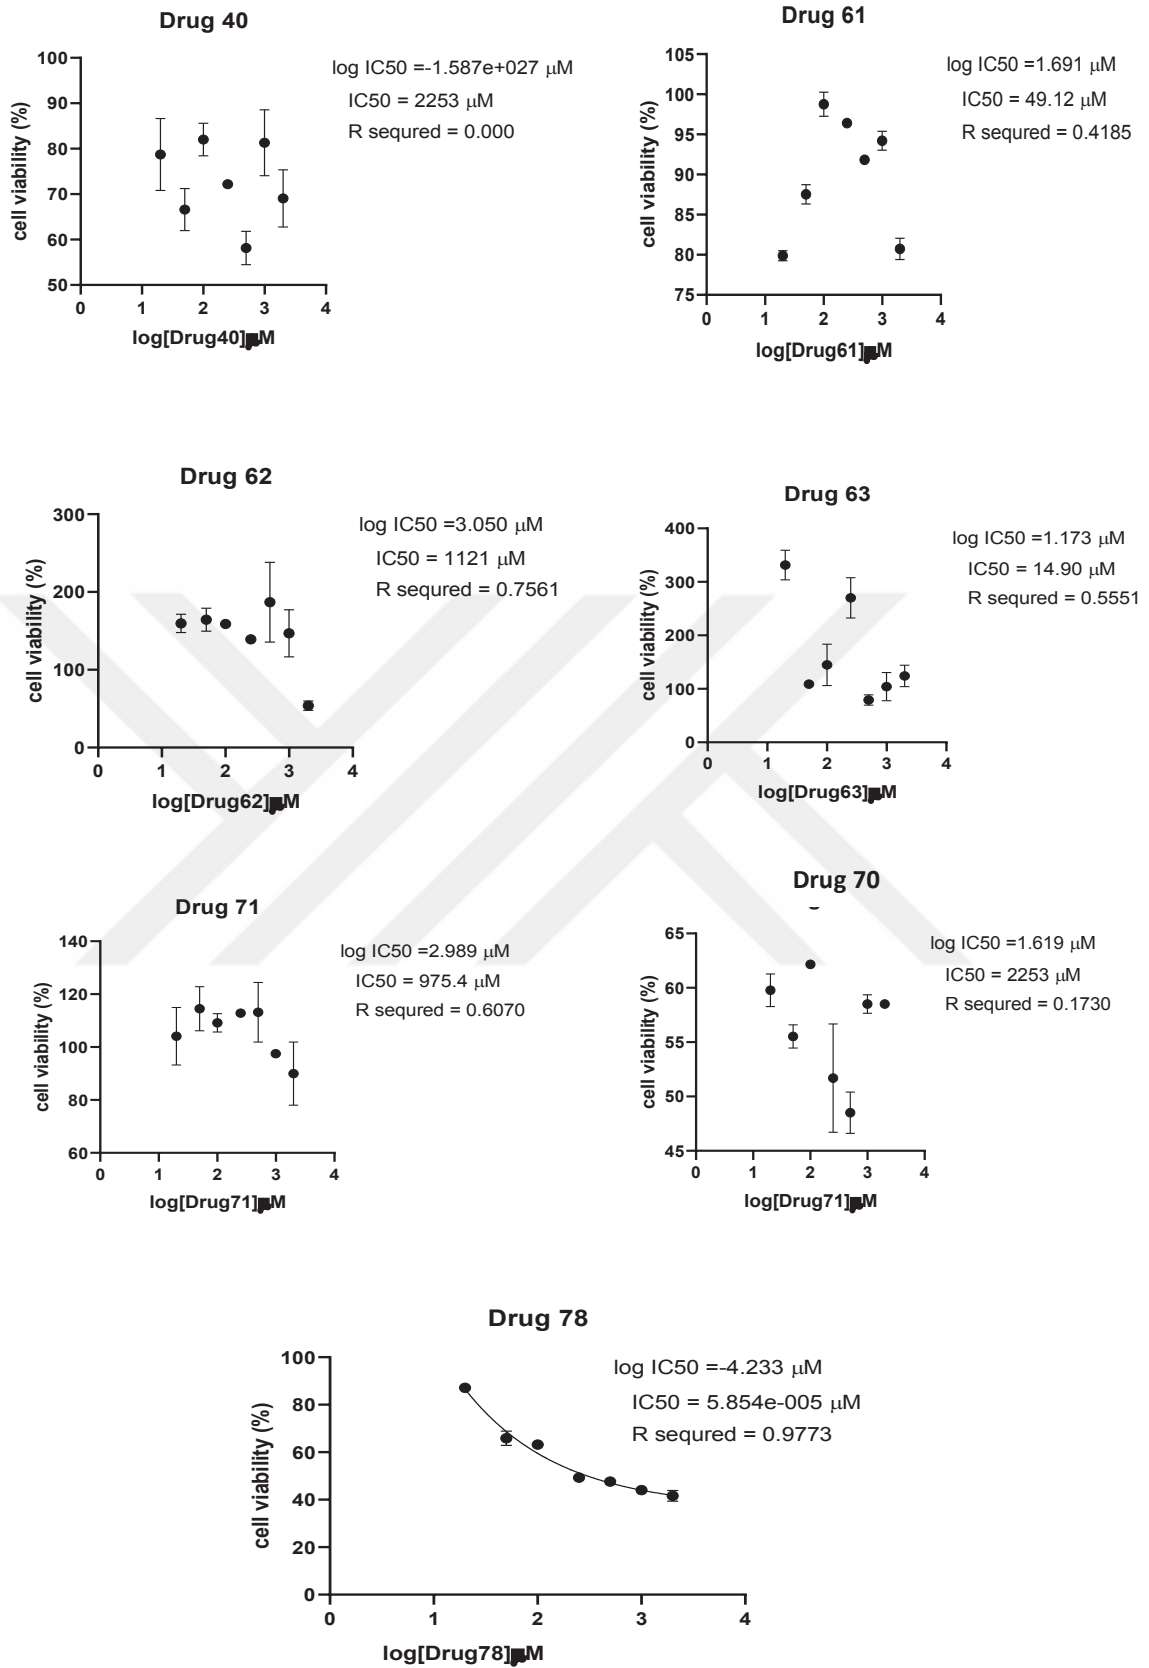 Drug 40
log IC50 =-1.587e+027 μM
IC50 = 2253 μM
R sequred = 0.000
cell viability (%)
100
90
80
70
60
50
0 1 2 3 4
log[Drug40]μM
Drug 61
log IC50 =1.691 μM
IC50 = 49.12 μM
R sequred = 0.4185
cell viability (%)
105
100
95
90
85
80
75
0 1 2 3 4
log[Drug61]μM
Drug 62
log IC50 =3.050 μM
IC50 = 1121 μM
R sequred = 0.7561
cell viability (%)
300
200
100
0
0 1 2 3 4
log[Drug62]μM
Drug 63
log IC50 =1.173 μM
IC50 = 14.90 μM
R sequred = 0.5551
cell viability (%)
400
300
200
100
0
0 1 2 3 4
log[Drug63]μM
Drug 71
log IC50 =2.989 μM
IC50 = 975.4 μM
R sequred = 0.6070
cell viability (%)
140
120
100
80
60
0 1 2 3 4
log[Drug71]μM
Drug 70
log IC50 =1.619 μM
IC50 = 2253 μM
R sequred = 0.1730
cell viability (%)
65
60
55
50
45
0 1 2 3 4
log[Drug71]μM
Drug 78
log IC50 =-4.233 μM
IC50 = 5.854e-005 μM
R sequred = 0.9773
cell viability (%)
100
80
60
40
20
0
0 1 2 3 4
log[Drug78]μM